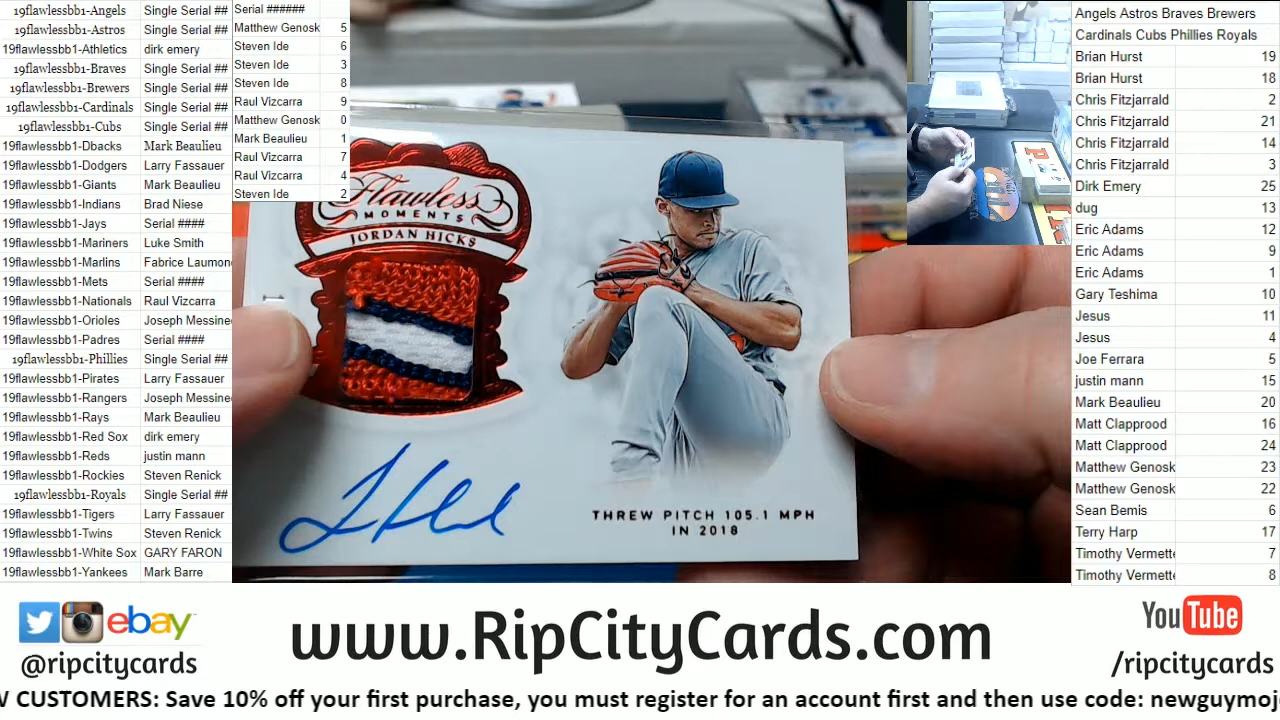 19flawlessbb1-Angels Single Serial ##
19flawlessbb1-Astros Single Serial ##
19flawlessbb1-Athletics dirk emery
19flawlessbb1-Braves Single Serial ##
19flawlessbb1-Brewers Single Serial ##
19flawlessbb1-Cardinals Single Serial ##
19flawlessbb1-Cubs Single Serial ##
19flawlessbb1-Dbacks Mark Beaulieu
19flawlessbb1-Dodgers Larry Fassauer
19flawlessbb1-Giants Mark Beaulieu
19flawlessbb1-Indians Brad Niese
19flawlessbb1-Jays Serial ####
19flawlessbb1-Mariners Luke Smith
19flawlessbb1-Marlins Fabrice Laumon
19flawlessbb1-Mets Serial ####
19flawlessbb1-Nationals Raul Vizcarra
19flawlessbb1-Orioles Joseph Messine
19flawlessbb1-Padres Serial ####
19flawlessbb1-Phillies Single Serial ##
19flawlessbb1-Pirates Larry Fassauer
19flawlessbb1-Rangers Joseph Messine
19flawlessbb1-Rays Mark Beaulieu
19flawlessbb1-Red Sox dirk emery
19flawlessbb1-Reds justin mann
19flawlessbb1-Rockies Steven Renick
19flawlessbb1-Royals Single Serial ##
19flawlessbb1-Tigers Larry Fassauer
19flawlessbb1-Twins Steven Renick
19flawlessbb1-White Sox GARY FARON
19flawlessbb1-Yankees Mark Barre
Serial ######
Matthew Genosk 5
Steven Ide 6
Steven Ide 3
Steven Ide 8
Raul Vizcarra 9
Matthew Genosk 0
Mark Beaulieu 1
Raul Vizcarra 7
Raul Vizcarra 4
Steven Ide 2
Flawless
MOMENTS
JORDAN HICKS
THREW PITCH 105.1 MPH
IN 2018
Angels Astros Braves Brewers
Cardinals Cubs Phillies Royals
Brian Hurst 19
Brian Hurst 18
Chris Fitzjarrald 2
Chris Fitzjarrald 21
Chris Fitzjarrald 14
Chris Fitzjarrald 3
Dirk Emery 25
dug 13
Eric Adams 12
Eric Adams 9
Eric Adams 1
Gary Teshima 10
Jesus 11
Jesus 4
Joe Ferrara 5
justin mann 15
Mark Beaulieu 20
Matt Clapprood 16
Matt Clapprood 24
Matthew Genosk 23
Matthew Genosk 22
Sean Bemis 6
Terry Harp 17
Timothy Vermette 7
Timothy Vermette 8
ebay
@ripcitycards
www.RipCityCards.com
YouTube
/ripcitycards
W CUSTOMERS: Save 10% off your first purchase, you must register for an account first and then use code: newguymoj